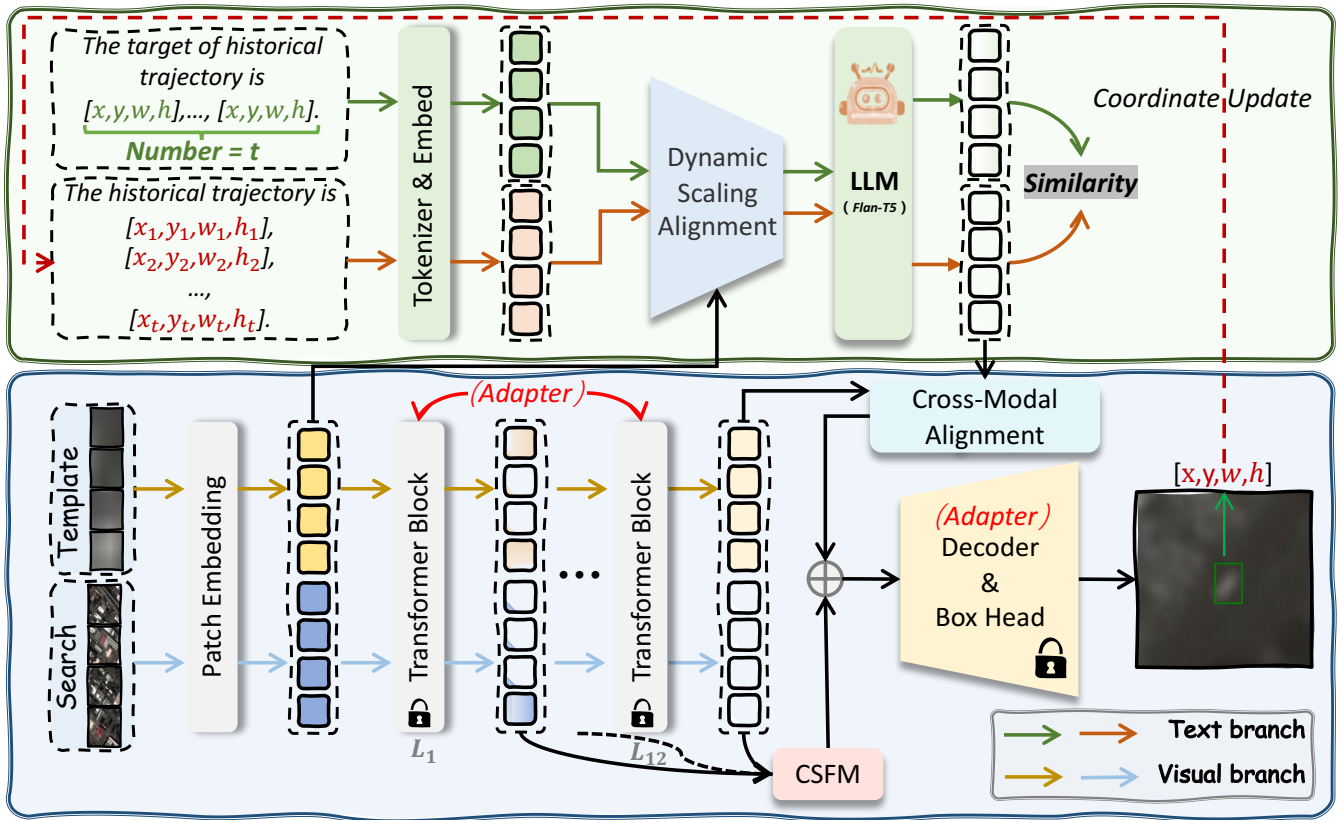 The target of historical
trajectory is
[x,y,w,h],..., [x,y,w,h].
Number = t
The historical trajectory is
[x₁,y₁,w₁,h₁],
[x₂,y₂,w₂,h₂],
...,
[xₜ,yₜ,wₜ,hₜ].
Tokenizer & Embed
Dynamic
Scaling
Alignment
LLM
( Flan-T5 )
Coordinate Update
Similarity
Template
Search
Patch Embedding
(Adapter)
Transformer Block
L₁
...
Transformer Block
L₁₂
Cross-Modal
Alignment
CSFM
(Adapter)
Decoder
&
Box Head
[x,y,w,h]
Text branch
Visual branch